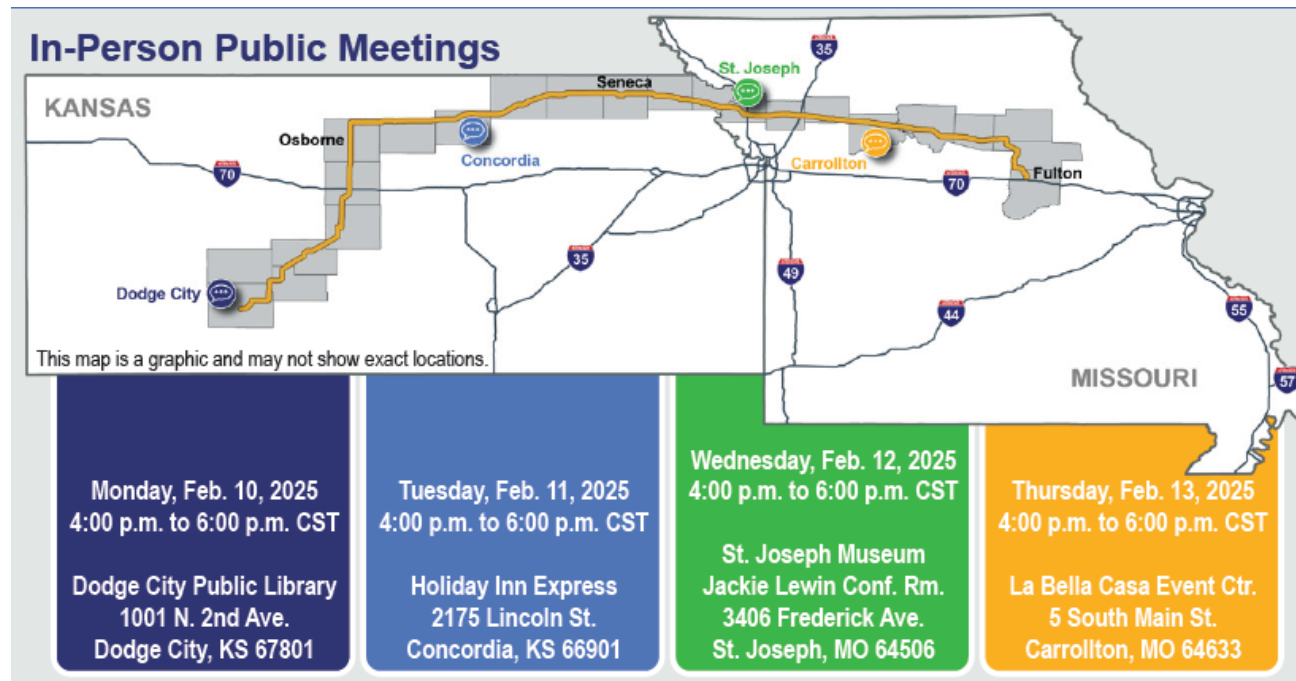 In-Person Public Meetings
KANSAS
St. Joseph
35
Seneca
Osborne
Concordia
Carrollton
70
70
Fulton
Dodge City
35
49
44
55
57
This map is a graphic and may not show exact locations.
MISSOURI
Monday, Feb. 10, 2025
4:00 p.m. to 6:00 p.m. CST
Dodge City Public Library
1001 N. 2nd Ave.
Dodge City, KS 67801
Tuesday, Feb. 11, 2025
4:00 p.m. to 6:00 p.m. CST
Holiday Inn Express
2175 Lincoln St.
Concordia, KS 66901
Wednesday, Feb. 12, 2025
4:00 p.m. to 6:00 p.m. CST
St. Joseph Museum
Jackie Lewin Conf. Rm.
3406 Frederick Ave.
St. Joseph, MO 64506
Thursday, Feb. 13, 2025
4:00 p.m. to 6:00 p.m. CST
La Bella Casa Event Ctr.
5 South Main St.
Carrollton, MO 64633